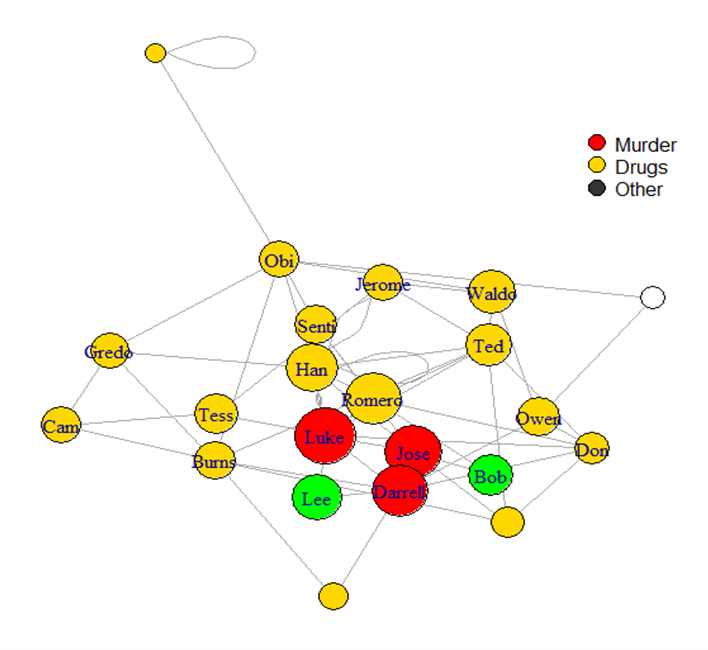 Murder
Drugs
Other
Obi
Jerome
Waldo
Senti
Ted
Gredo
Han
Romero
Tess
Owen
Cam
Luke
Don
Jose
Burns
Bob
Darrell
Lee